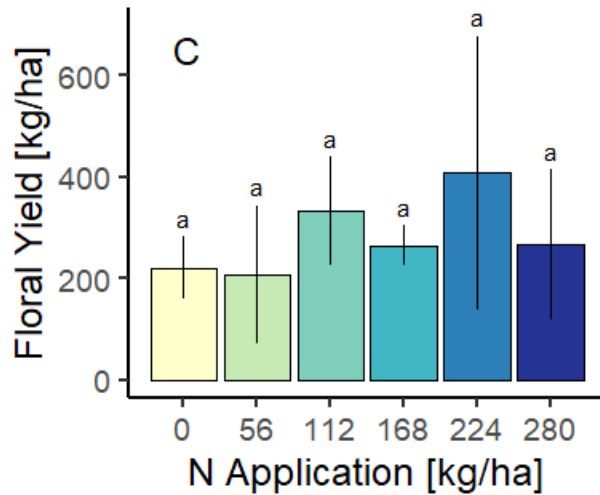 C
Floral Yield [kg/ha]
600
400
200
0
a
a
a
a
a
a
0 56 112 168 224 280
N Application [kg/ha]